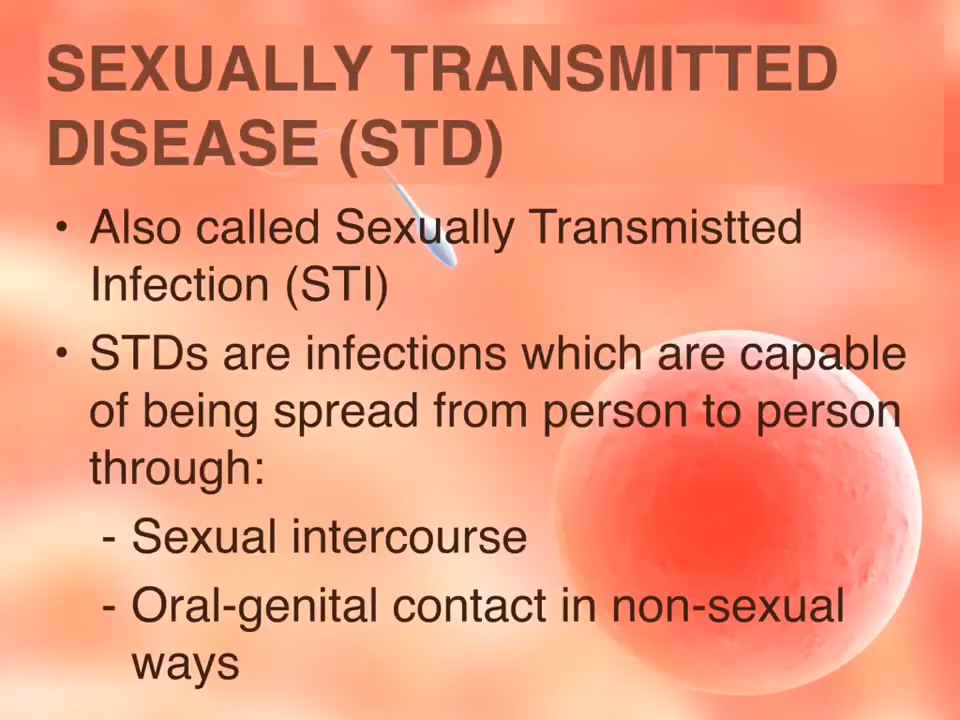 SEXUALLY TRANSMITTED
DISEASE (STD)
• Also called Sexually Transmistted
Infection (STI)
• STDs are infections which are capable
of being spread from person to person
through:
- Sexual intercourse
- Oral-genital contact in non-sexual
ways